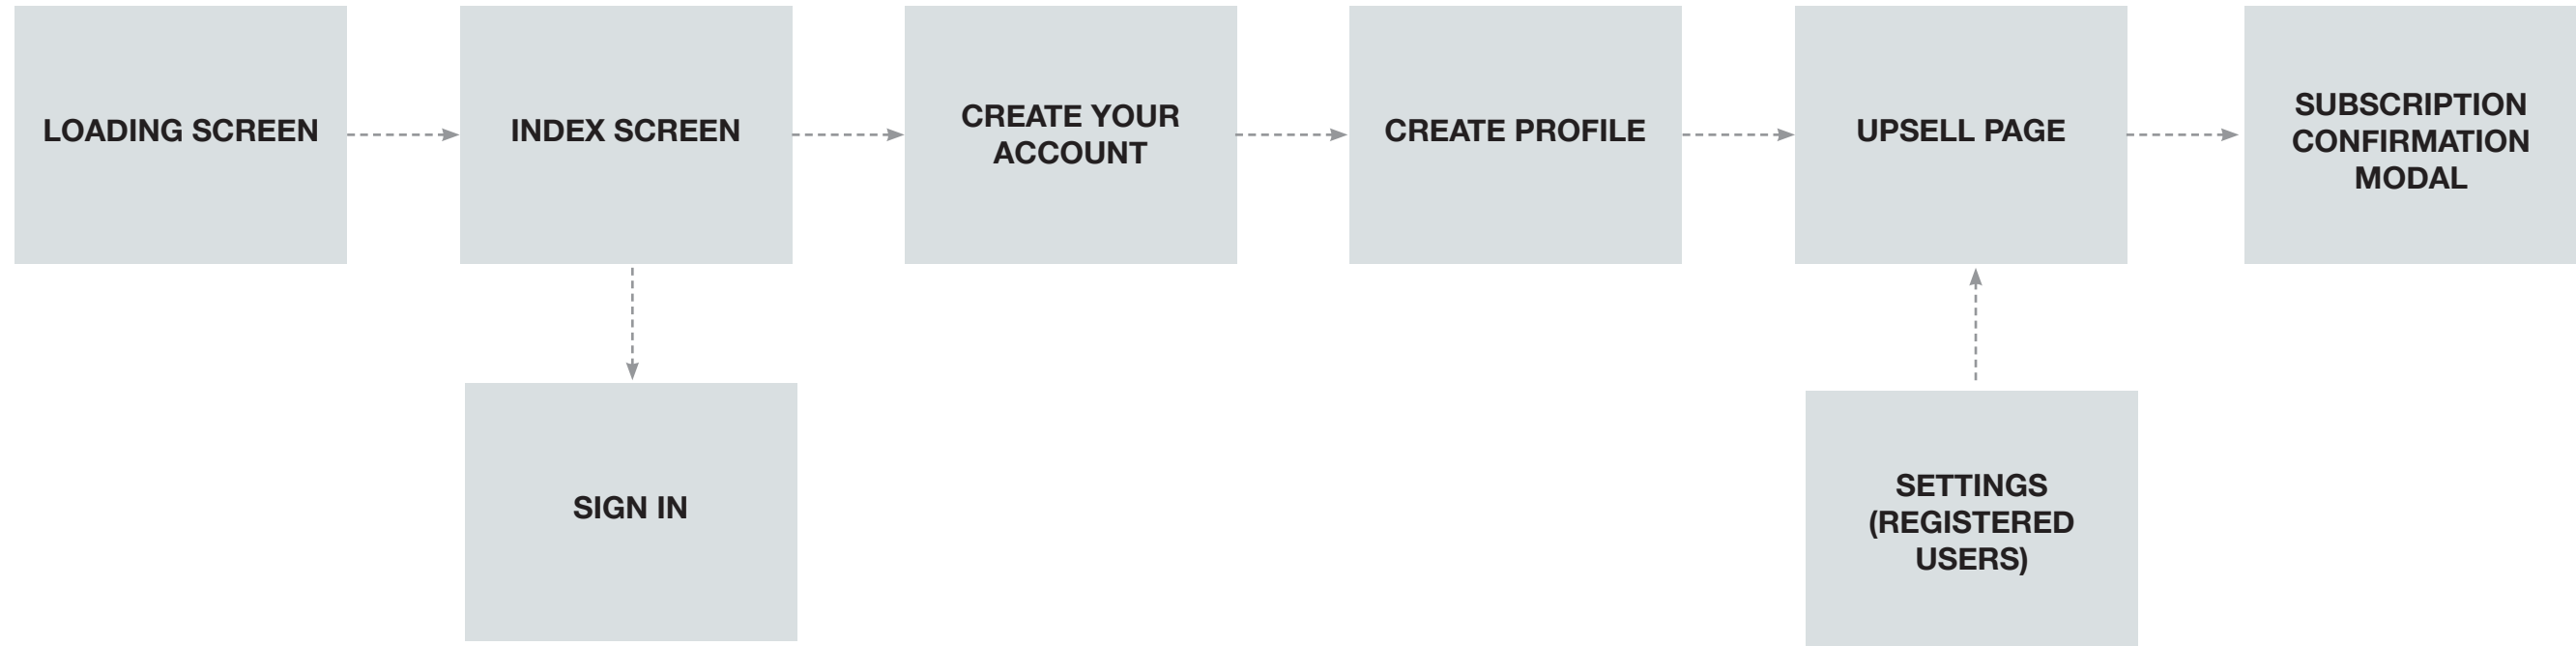 LOADING SCREEN
INDEX SCREEN
CREATE YOUR
ACCOUNT
CREATE PROFILE
UPSELL PAGE
SUBSCRIPTION
CONFIRMATION
MODAL
SIGN IN
SETTINGS
(REGISTERED
USERS)